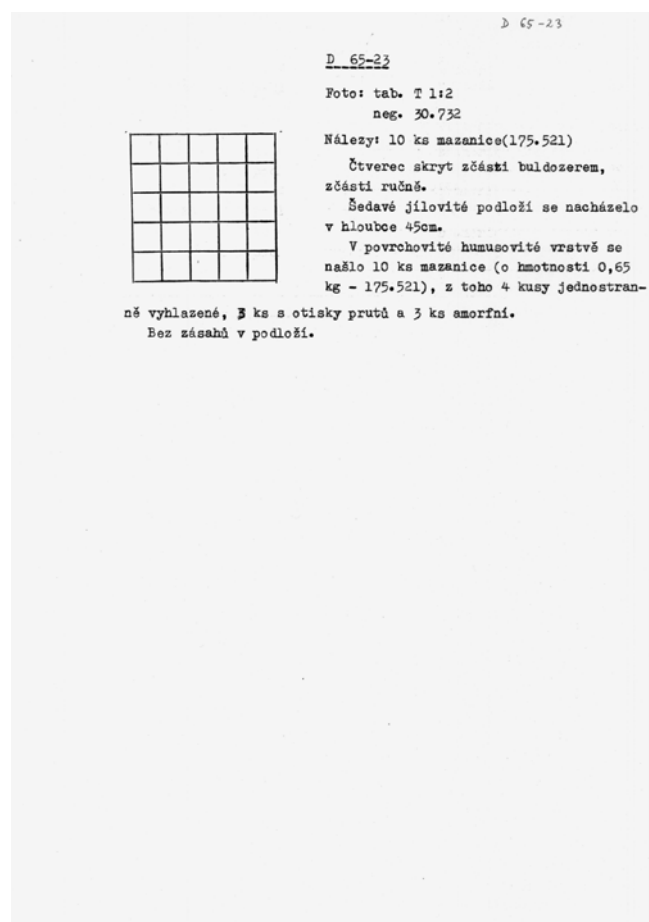 D 65-23
D 65-23
Foto: tab. T 1:2
neg. 30.732
Nálezy: 10 ks mazanice(175.521)
Čtverec skryt zčásti buldozerem,
zčásti ručně.
Šedavé jílovité podloží se nacházelo
v hloubce 45cm.
V povrchovité humusovité vrstvě se
našlo 10 ks mazanice (o hmotnosti 0,65
kg - 175.521), z toho 4 kusy jednostran-
ně vyhlazené, 3 ks s otisky prutů a 3 ks amorfní.
Bez zásahů v podloží.